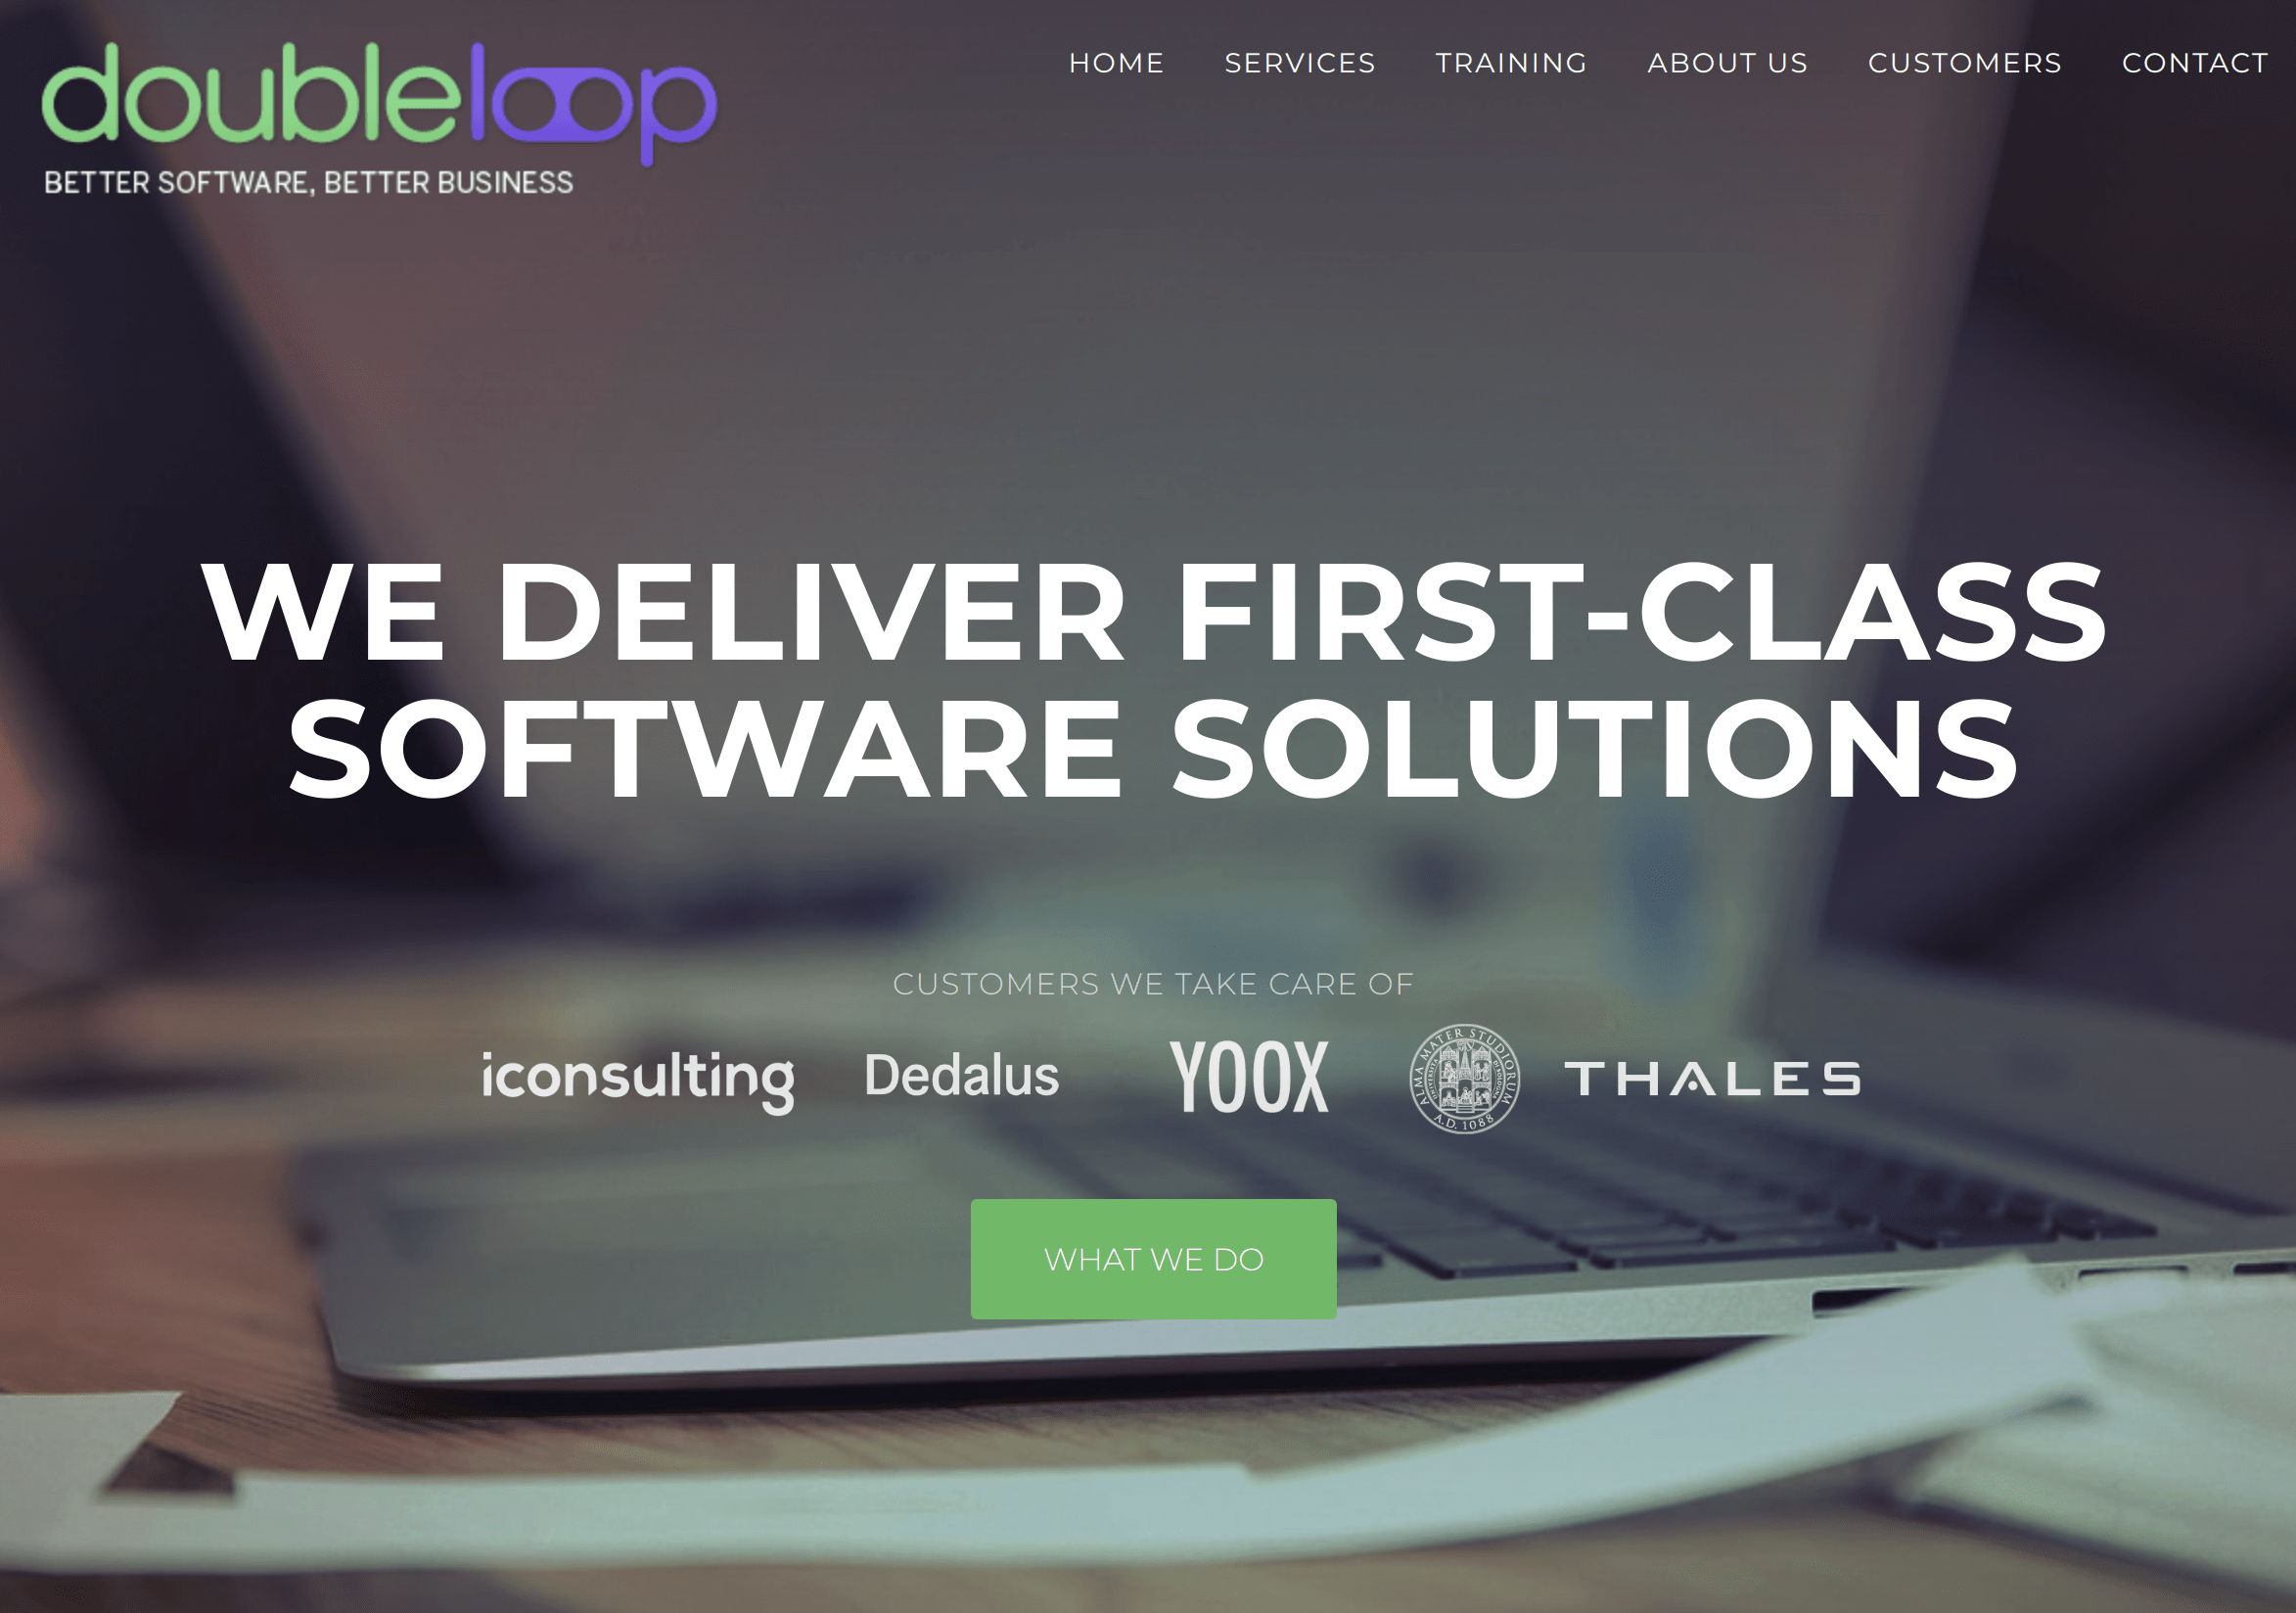 doubleloop
BETTER SOFTWARE, BETTER BUSINESS
HOME SERVICES TRAINING ABOUT US CUSTOMERS CONTACT
WE DELIVER FIRST-CLASS
SOFTWARE SOLUTIONS
CUSTOMERS WE TAKE CARE OF
iconsulting
Dedalus
YOOX
ALMA MATER STUDIORUM
A.D. 1088
THALES
WHAT WE DO